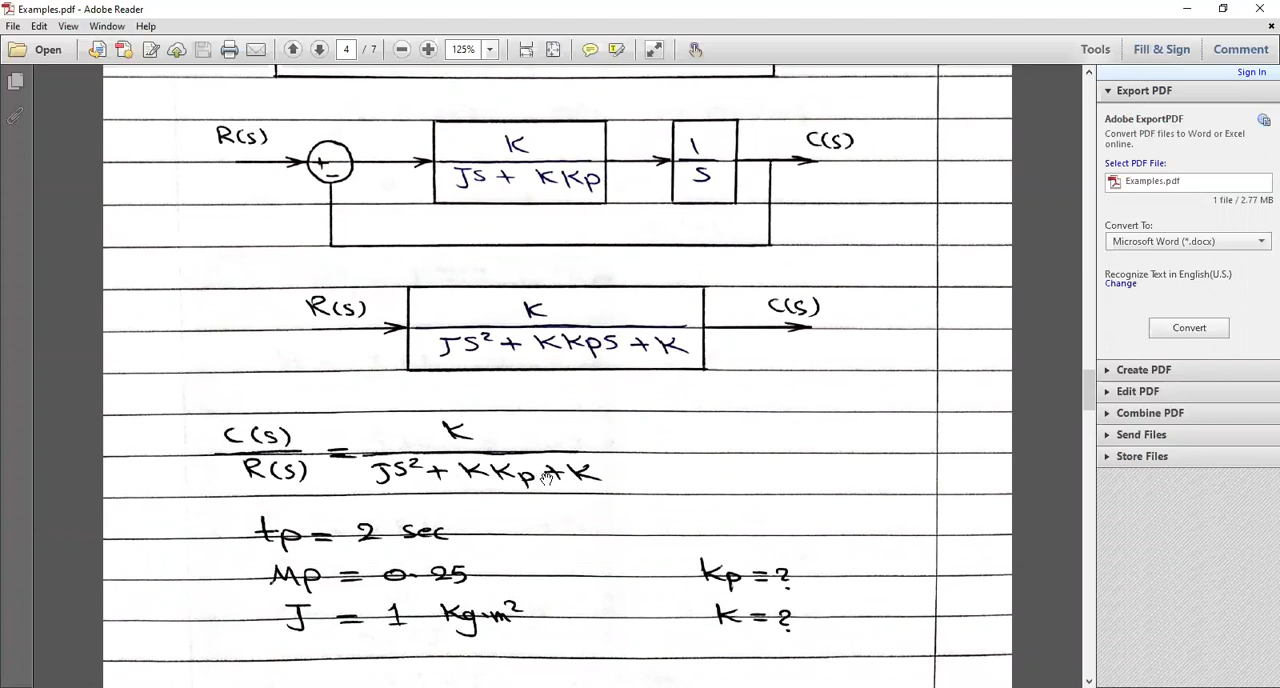 Examples.pdf - Adobe Reader
File Edit View Window Help
Open 4 / 7 125% Tools Fill & Sign Comment
Sign In
Export PDF
Adobe ExportPDF
Convert PDF files to Word or Excel
online.
Select PDF File:
Examples.pdf
1 file / 2.77 MB
Convert To:
Microsoft Word (*.docx)
Recognize Text in English(U.S.)
Change
Convert
Create PDF
Edit PDF
Combine PDF
Send Files
Store Files
R(s) + - K / JS + KKp 1 / S C(s)
R(s) K / JS² + KKpS + K C(s)
C(s) / R(s) = K / JS² + KKp + K
tp = 2 sec
Mp = 0.25 Kp = ?
J = 1 Kg.m² K = ?